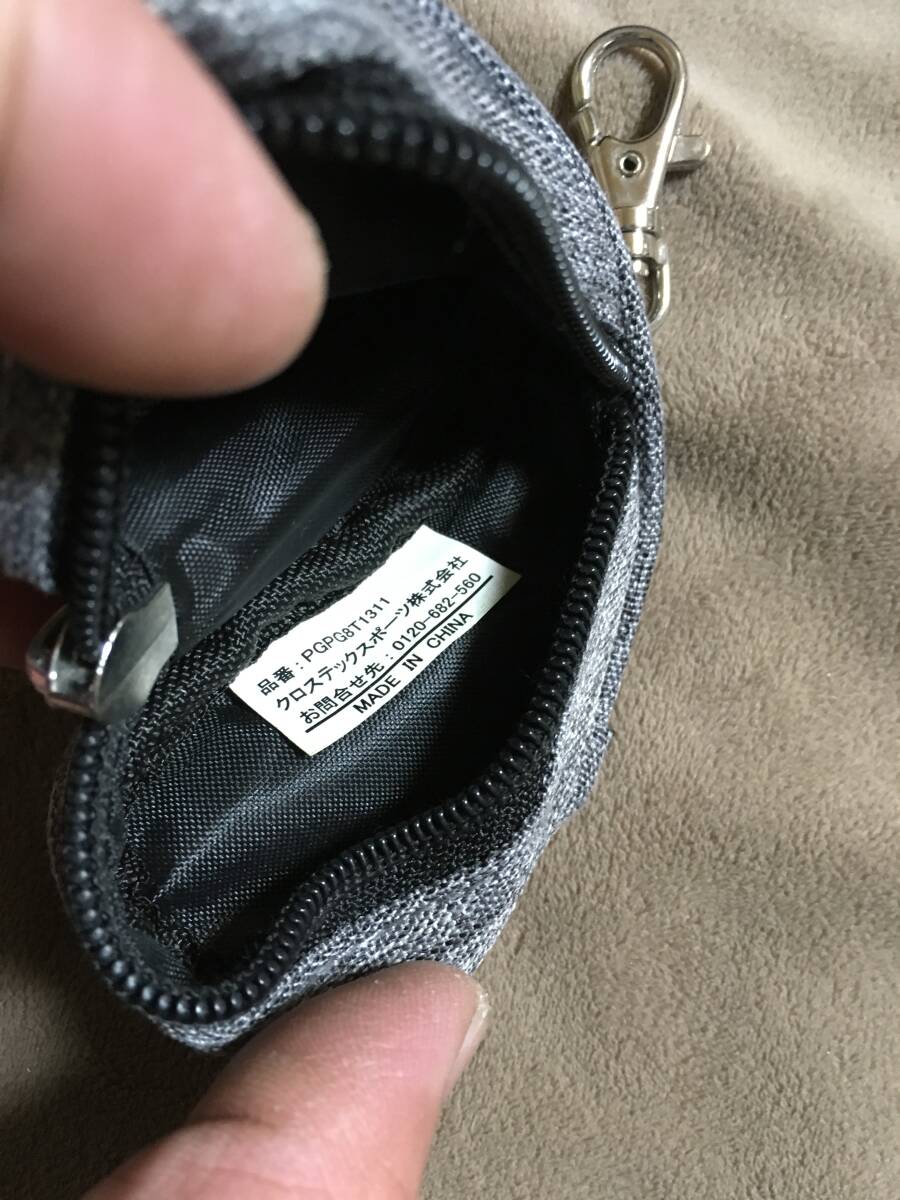 品番：PGPG8T1311
クロステックスポーツ株式会社
お問合せ先：0120-682-560
MADE IN CHINA